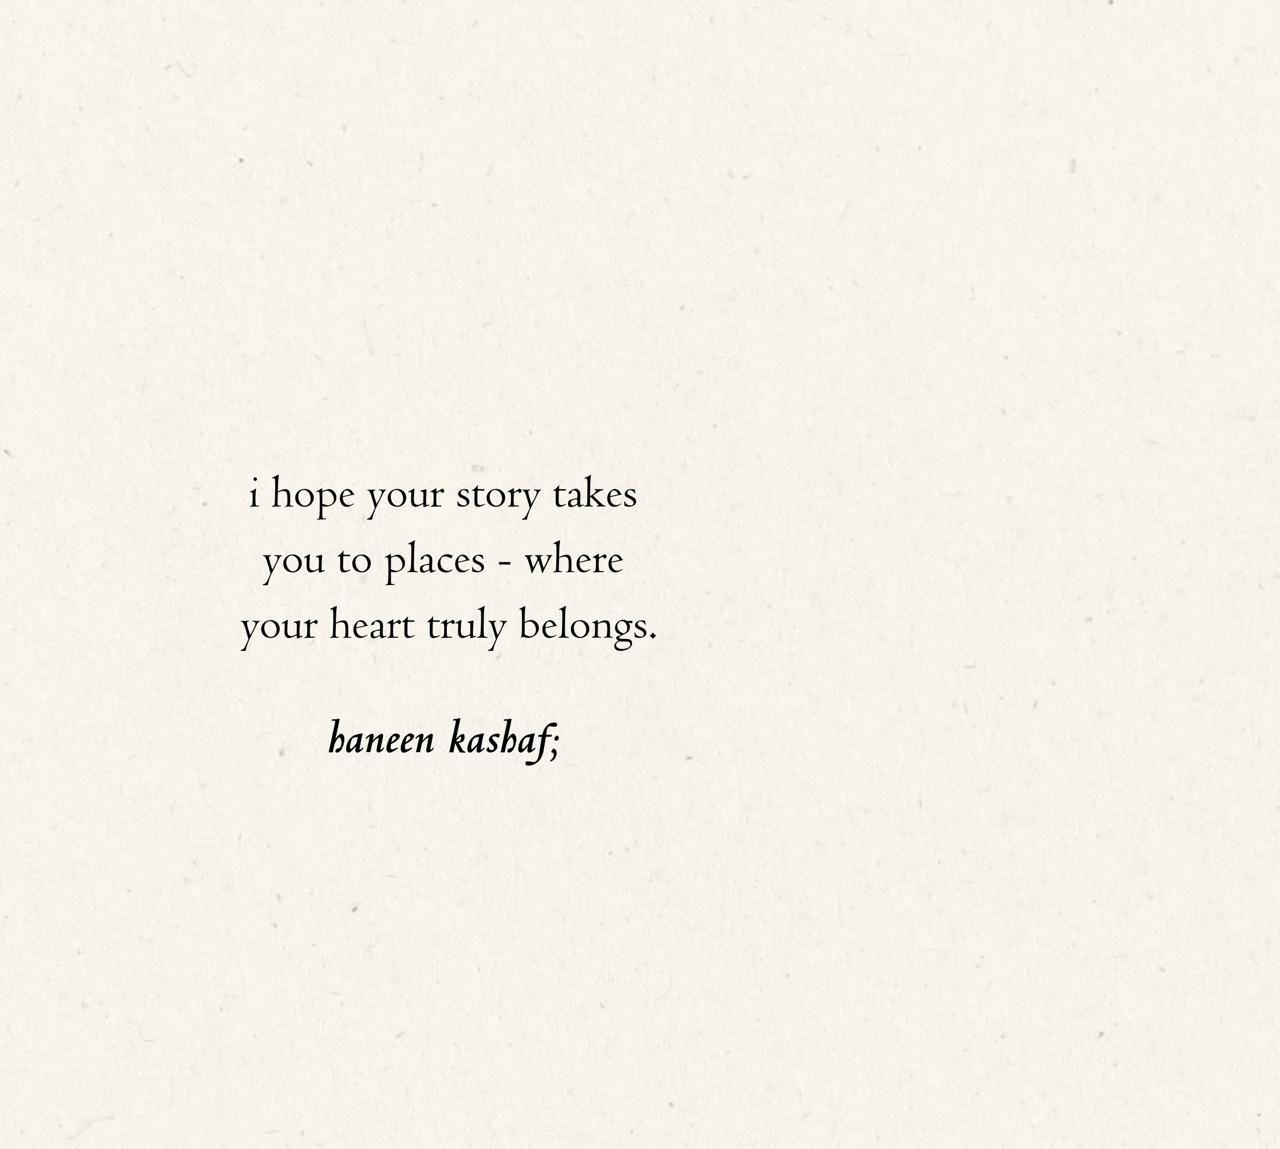 i hope your story takes
you to places - where
your heart truly belongs.
haneen kashaf;